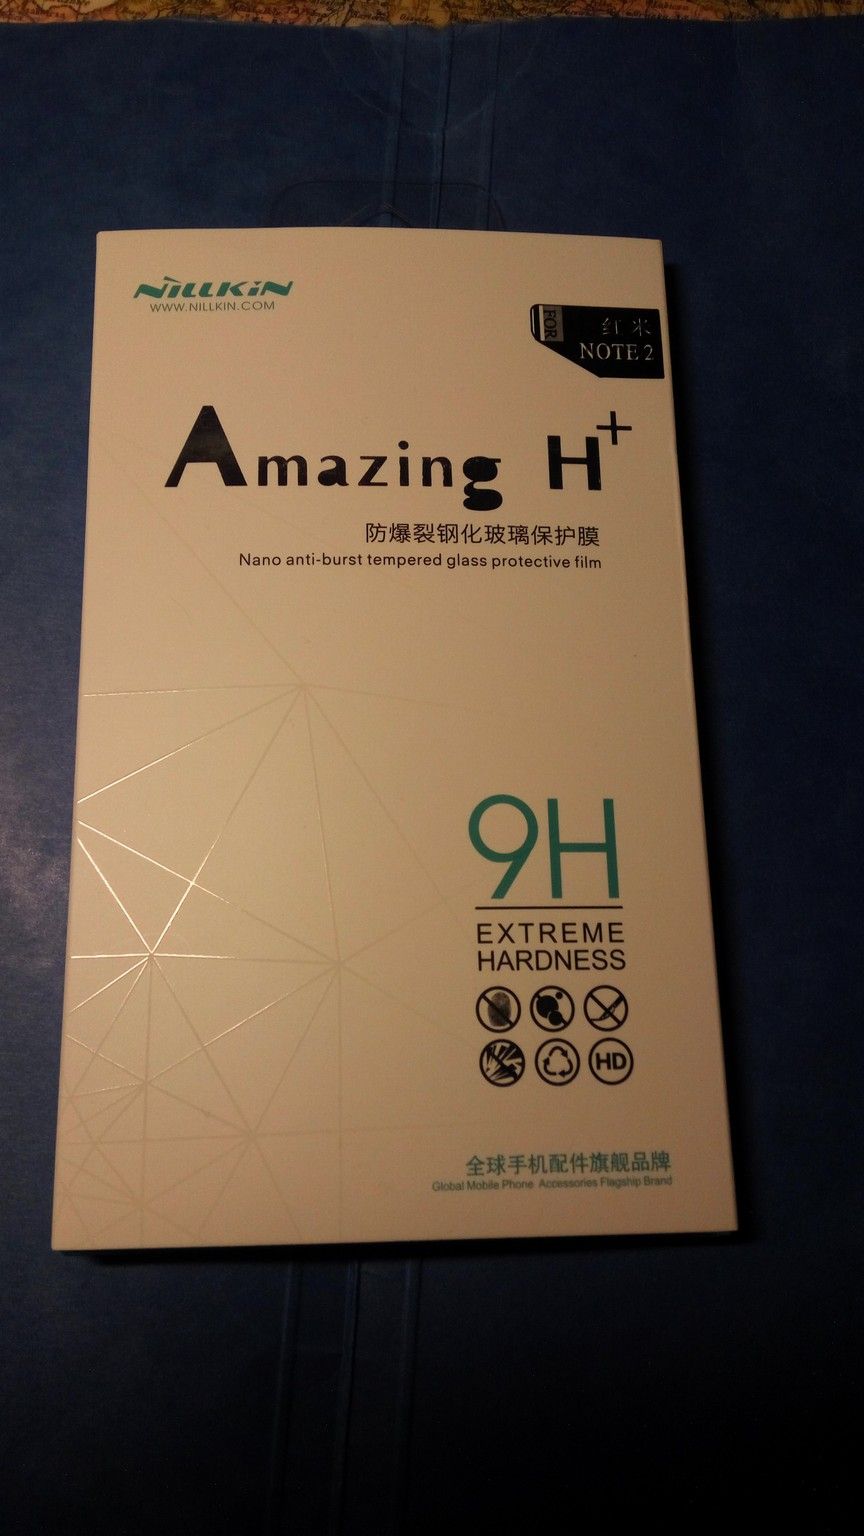 NiLLKiN
WWW.NILLKIN.COM
FOR
红米
NOTE 2
Amazing H+
防爆裂钢化玻璃保护膜
Nano anti-burst tempered glass protective film
9H
EXTREME
HARDNESS
HD
全球手机配件旗舰品牌
Global Mobile Phone Accessories Flagship Brand